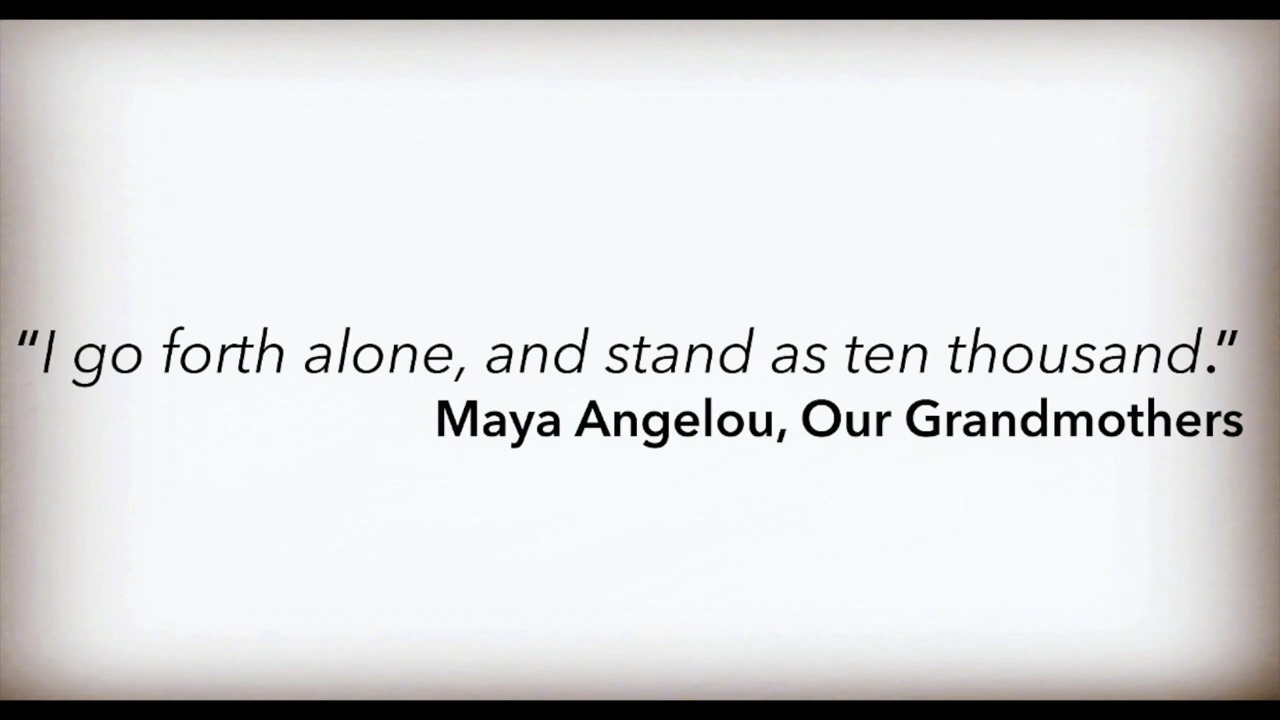 “I go forth alone, and stand as ten thousand.”
Maya Angelou, Our Grandmothers